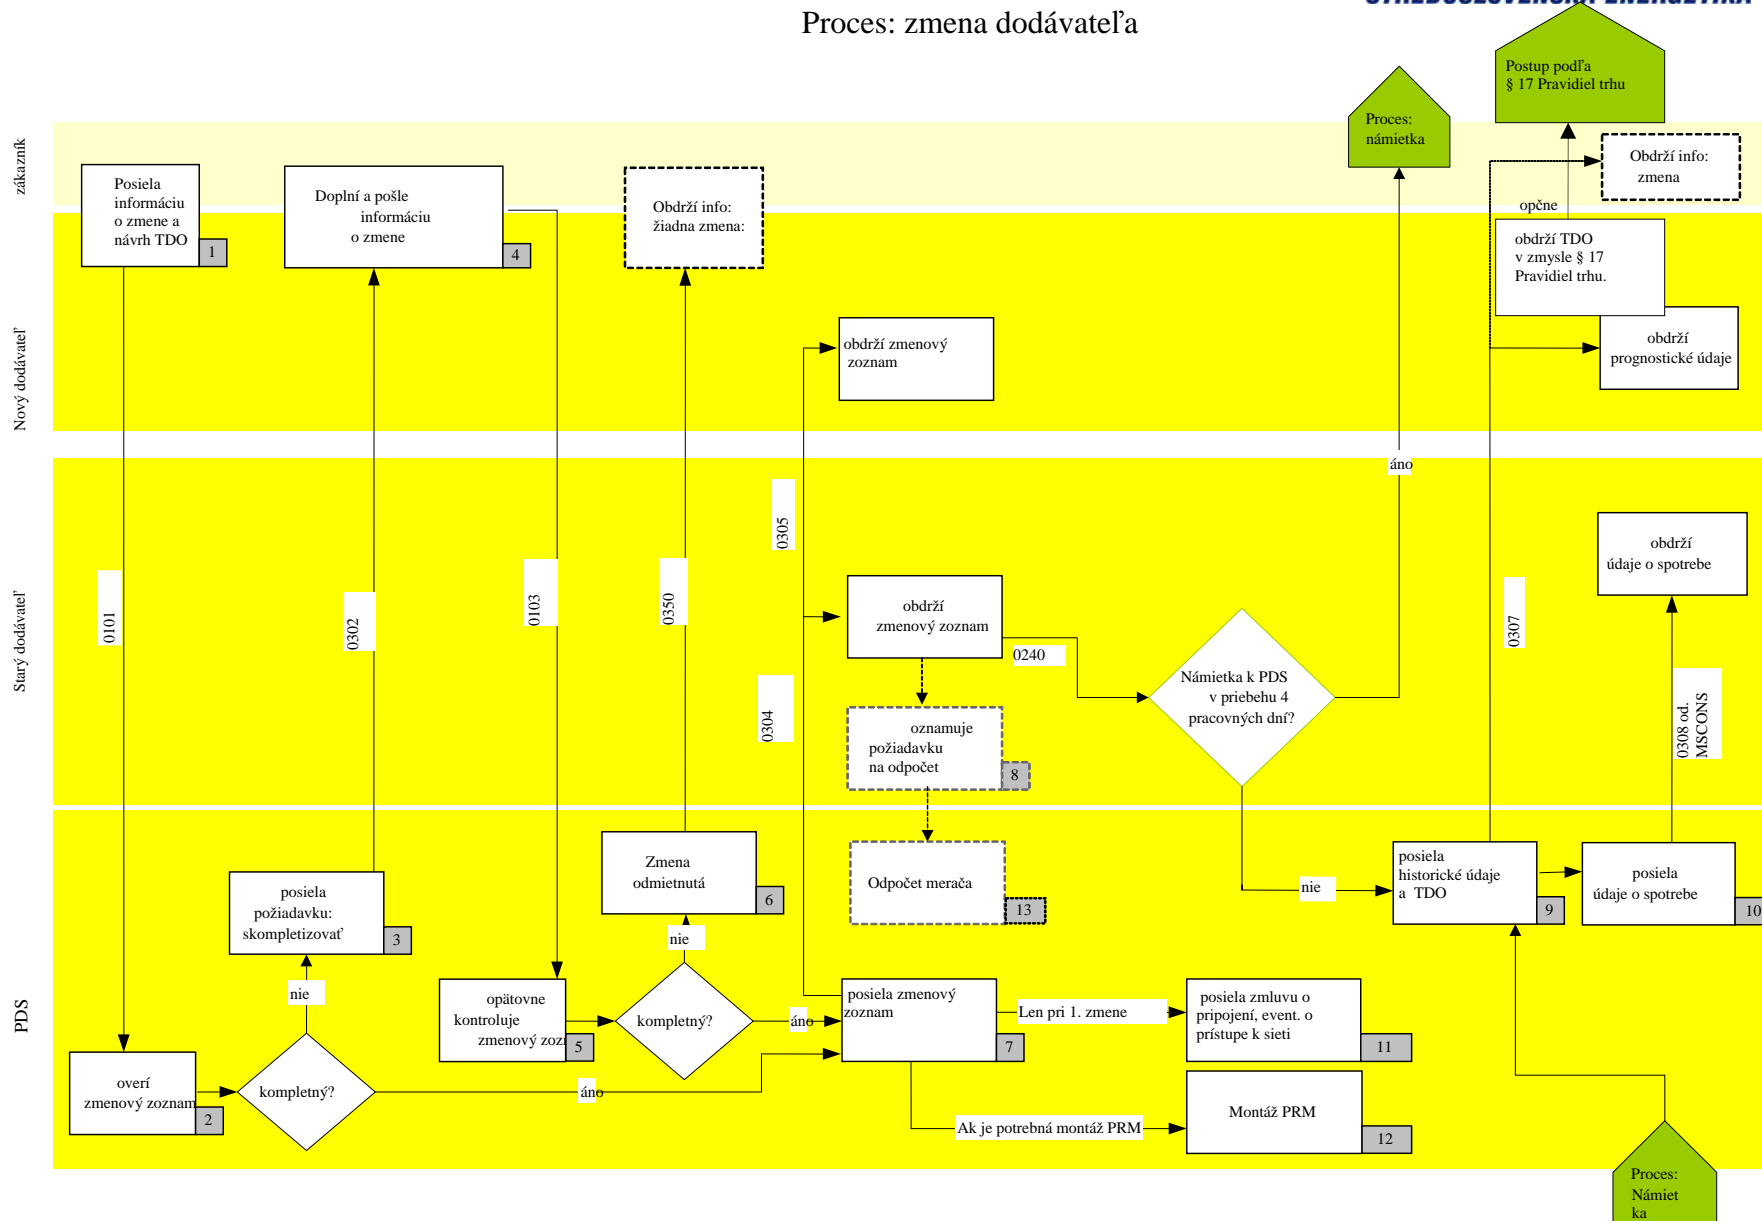 STREDOSLOVENSKÁ ENERGETIKA
Proces: zmena dodávateľa
Postup podľa
§ 17 Pravidiel trhu
Proces:
námietka
zákazník
Posiela
informáciu
o zmene a
návrh TDO
1
Doplní a pošle
informáciu
o zmene
4
Obdrží info:
žiadna zmena:
Obdrží info:
zmena
opčne
obdrží TDO
v zmysle § 17
Pravidiel trhu.
Nový dodávateľ
obdrží zmenový
zoznam
obdrží
prognostické údaje
áno
Starý dodávateľ
0101
0302
0103
0350
0305
0304
obdrží
zmenový zoznam
0240
Námietka k PDS
v priebehu 4
pracovných dní?
0307
obdrží
údaje o spotrebe
0308 od.
MSCONS
oznamuje
požiadavku
na odpočet
8
PDS
posiela
požiadavku:
skompletizovať
3
nie
Zmena
odmietnutá
6
nie
Odpočet merača
13
nie
posiela
historické údaje
a TDO
9
posiela
údaje o spotrebe
10
overí
zmenový zoznam
2
kompletný?
áno
opätovne
kontroluje
zmenový zoz
5
kompletný?
áno
posiela zmenový
zoznam
7
Len pri 1. zmene
posiela zmluvu o
pripojení, event. o
prístupe k sieti
11
Ak je potrebná montáž PRM
Montáž PRM
12
Proces:
Námiet
ka